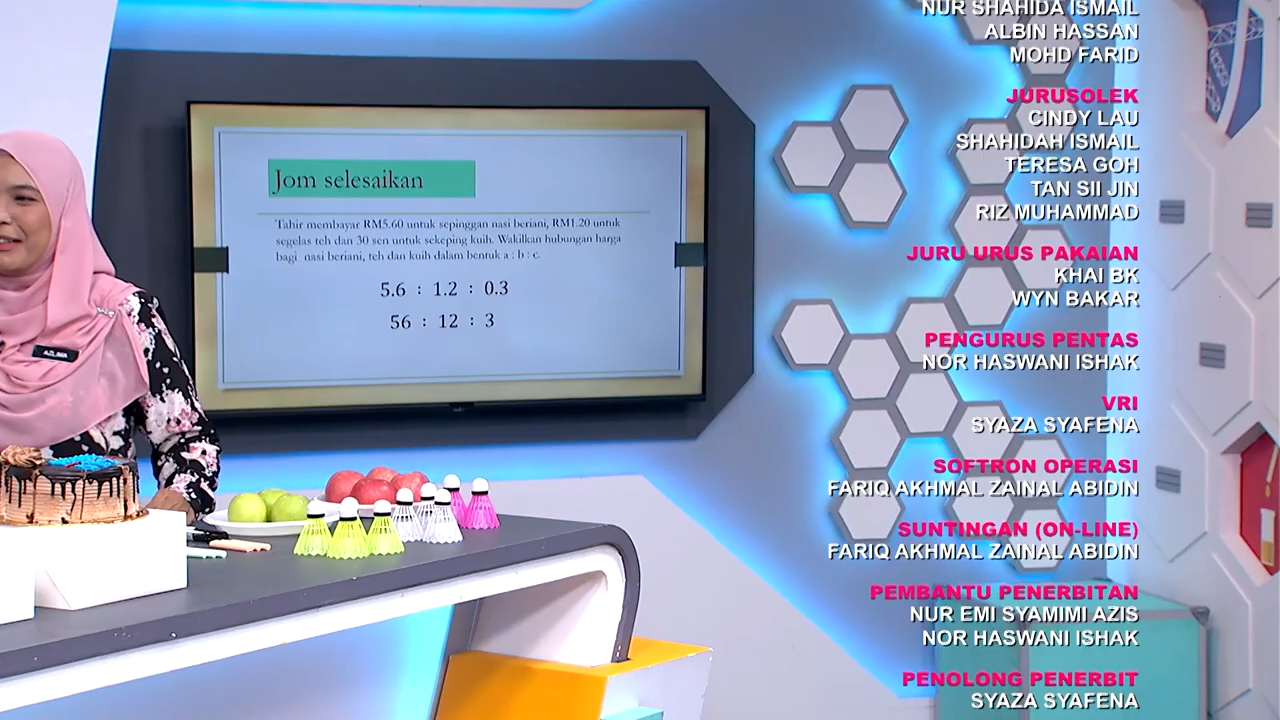 Jom selesaikan
Tahir membayar RM5.60 untuk sepinggan nasi beriani, RM1.20 untuk
segelas teh dan 30 sen untuk sekeping kuih. Wakilkan hubungan harga
bagi nasi beriani, teh dan kuih dalam bentuk a : b : c.
5.6 : 1.2 : 0.3
56 : 12 : 3
AZLINA
NUR SHAHIDA ISMAIL
ALBIN HASSAN
MOHD FARID
JURUSOLEK
CINDY LAU
SHAHIDAH ISMAIL
TERESA GOH
TAN SII JIN
RIZ MUHAMMAD
JURU URUS PAKAIAN
KHAI BK
WYN BAKAR
PENGURUS PENTAS
NOR HASWANI ISHAK
VRI
SYAZA SYAFENA
SOFTRON OPERASI
FARIQ AKHMAL ZAINAL ABIDIN
SUNTINGAN (ON-LINE)
FARIQ AKHMAL ZAINAL ABIDIN
PEMBANTU PENERBITAN
NUR EMI SYAMIMI AZIS
NOR HASWANI ISHAK
PENOLONG PENERBIT
SYAZA SYAFENA